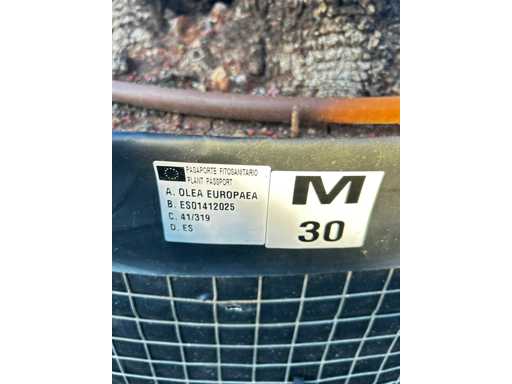 PASAPORTE FITOSANITARIO
PLANT PASSPORT
A. OLEA EUROPAEA
B. ES01412025
C. 41/319
D. ES
M
30